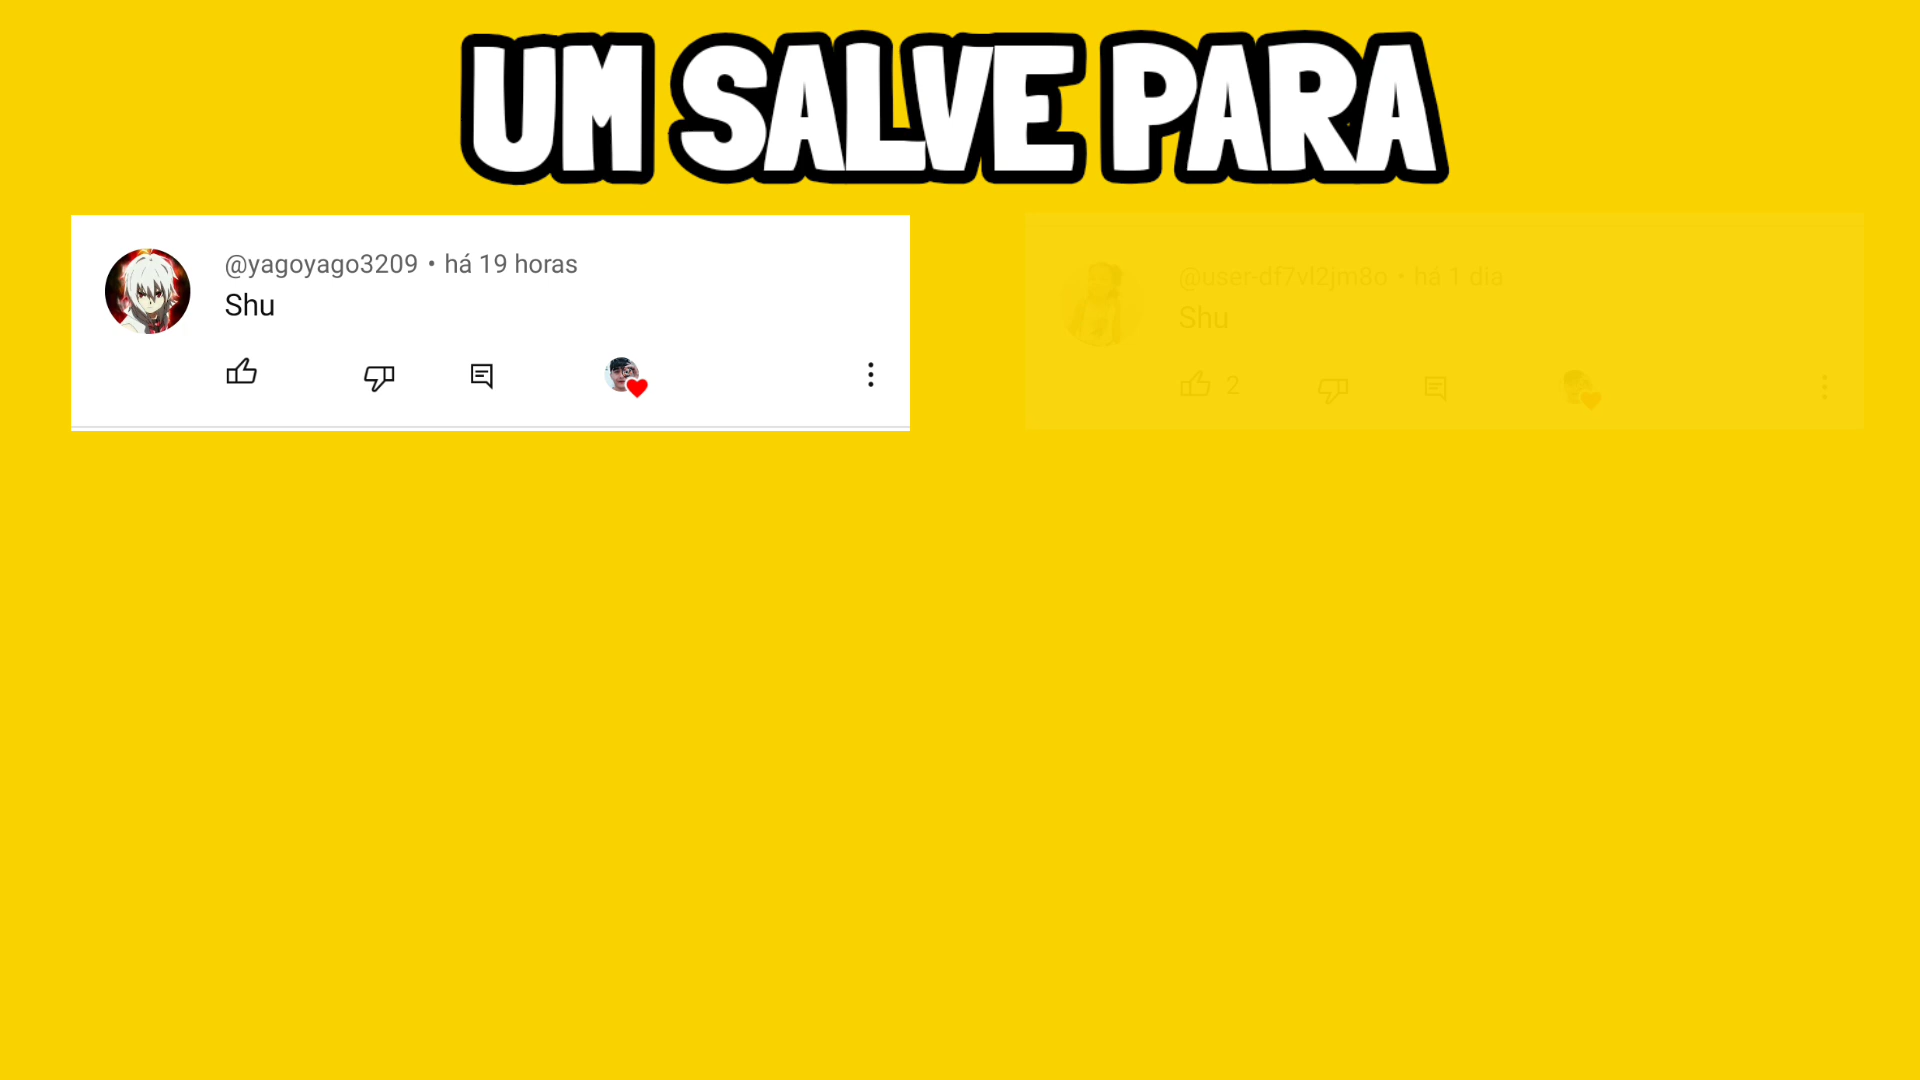 UM SALVE PARA
@yagoyago3209 • há 19 horas
Shu
@user-df7vl2jm8o • há 1 dia
Shu
2